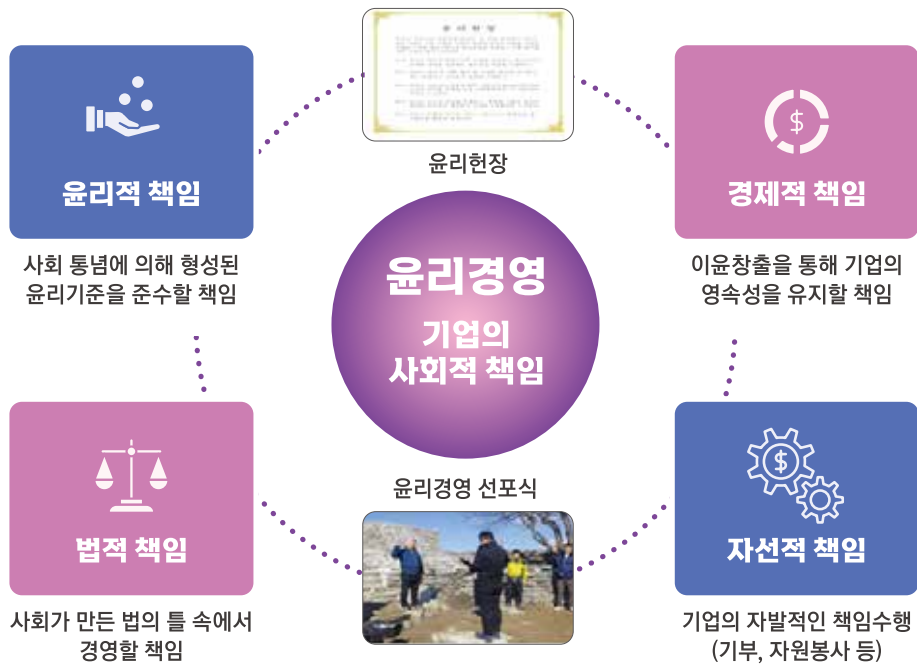 윤리헌장
윤리적 책임
사회 통념에 의해 형성된
윤리기준을 준수할 책임
경제적 책임
이윤창출을 통해 기업의
영속성을 유지할 책임
윤리경영
기업의
사회적 책임
법적 책임
사회가 만든 법의 틀 속에서
경영할 책임
윤리경영 선포식
자선적 책임
기업의 자발적인 책임수행
(기부, 자원봉사 등)